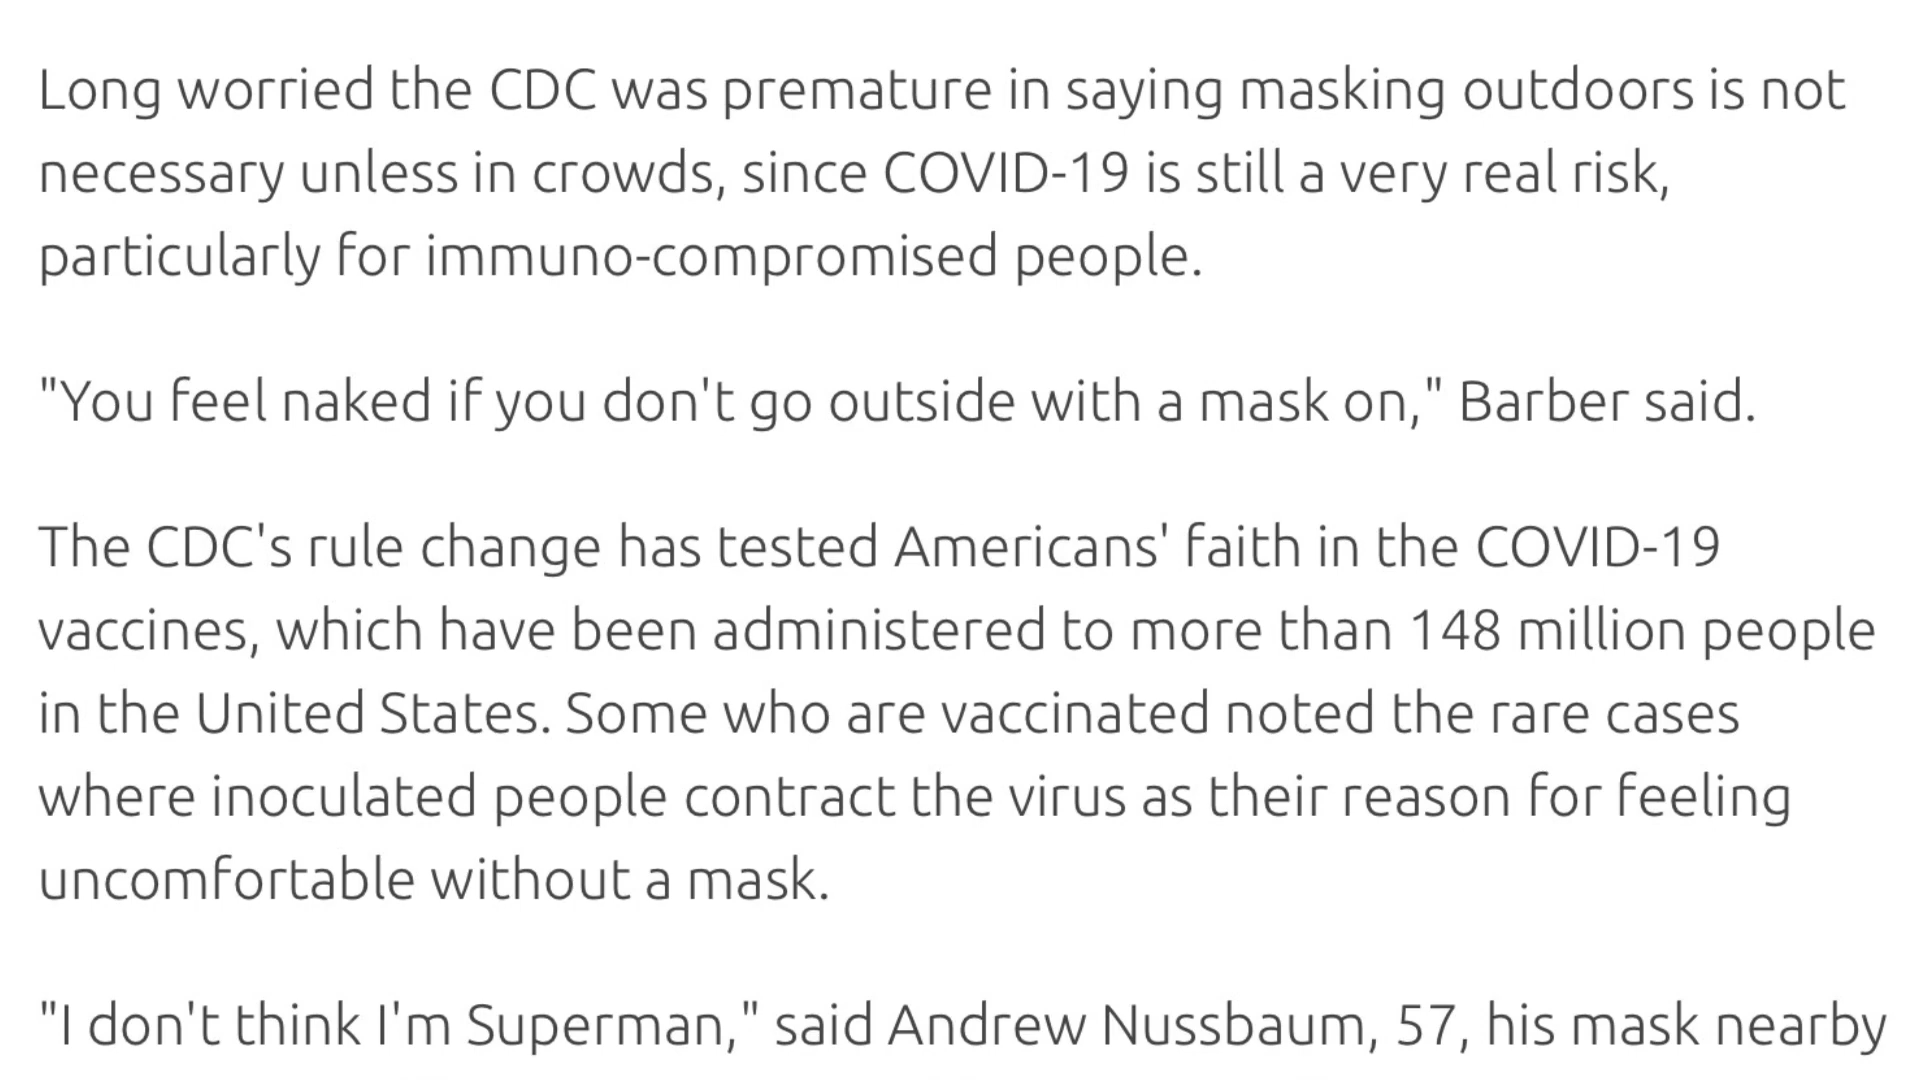 Long worried the CDC was premature in saying masking outdoors is not
necessary unless in crowds, since COVID-19 is still a very real risk,
particularly for immuno-compromised people.
"You feel naked if you don't go outside with a mask on," Barber said.
The CDC's rule change has tested Americans' faith in the COVID-19
vaccines, which have been administered to more than 148 million people
in the United States. Some who are vaccinated noted the rare cases
where inoculated people contract the virus as their reason for feeling
uncomfortable without a mask.
"I don't think I'm Superman," said Andrew Nussbaum, 57, his mask nearby